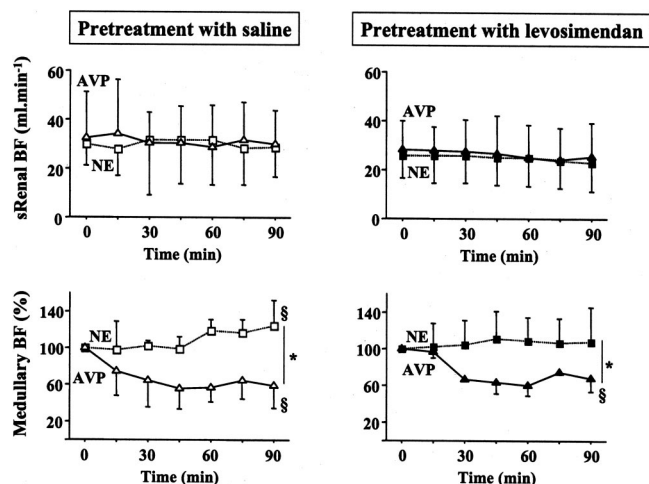 Pretreatment with saline
Pretreatment with levosimendan
sRenal BF (ml.min⁻¹)
60
40
20
0
AVP
NE
0 30 60 90
Time (min)
60
40
20
0
AVP
NE
0 30 60 90
Time (min)
Medullary BF (%)
140
100
60
20
NE
AVP
§
*
§
0 30 60 90
Time (min)
140
100
60
20
NE
AVP
*
§
0 30 60 90
Time (min)